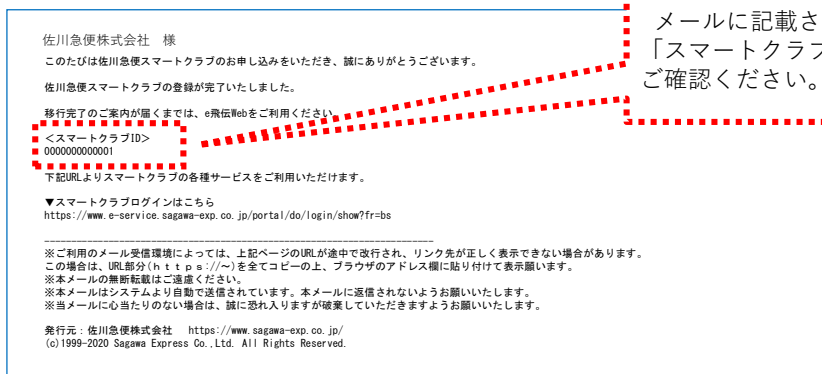 メールに記載さ
「スマートクラブ
ご確認ください。
佐川急便株式会社 様
このたびは佐川急便スマートクラブのお申し込みをいただき、誠にありがとうございます。
佐川急便スマートクラブの登録が完了いたしました。
移行完了のご案内が届くまでは、e飛伝Webをご利用ください
＜スマートクラブID＞
0000000000001
下記URLよりスマートクラブの各種サービスをご利用いただけます。
▼スマートクラブログインはこちら
https://www.e-service.sagawa-exp.co.jp/portal/do/login/show?fr=bs
※ご利用のメール受信環境によっては、上記ページのURLが途中で改行され、リンク先が正しく表示できない場合があります。
この場合は、URL部分(ｈｔｔｐｓ://～)を全てコピーの上、ブラウザのアドレス欄に貼り付けて表示願います。
※本メールの無断転載はご遠慮ください。
※本メールはシステムより自動で送信されています。本メールに返信されないようお願いいたします。
※当メールに心当たりのない場合は、誠に恐れ入りますが破棄していただきますようお願いいたします。
発行元：佐川急便株式会社 https://www.sagawa-exp.co.jp/
(c)1999-2020 Sagawa Express Co.,Ltd. All Rights Reserved.